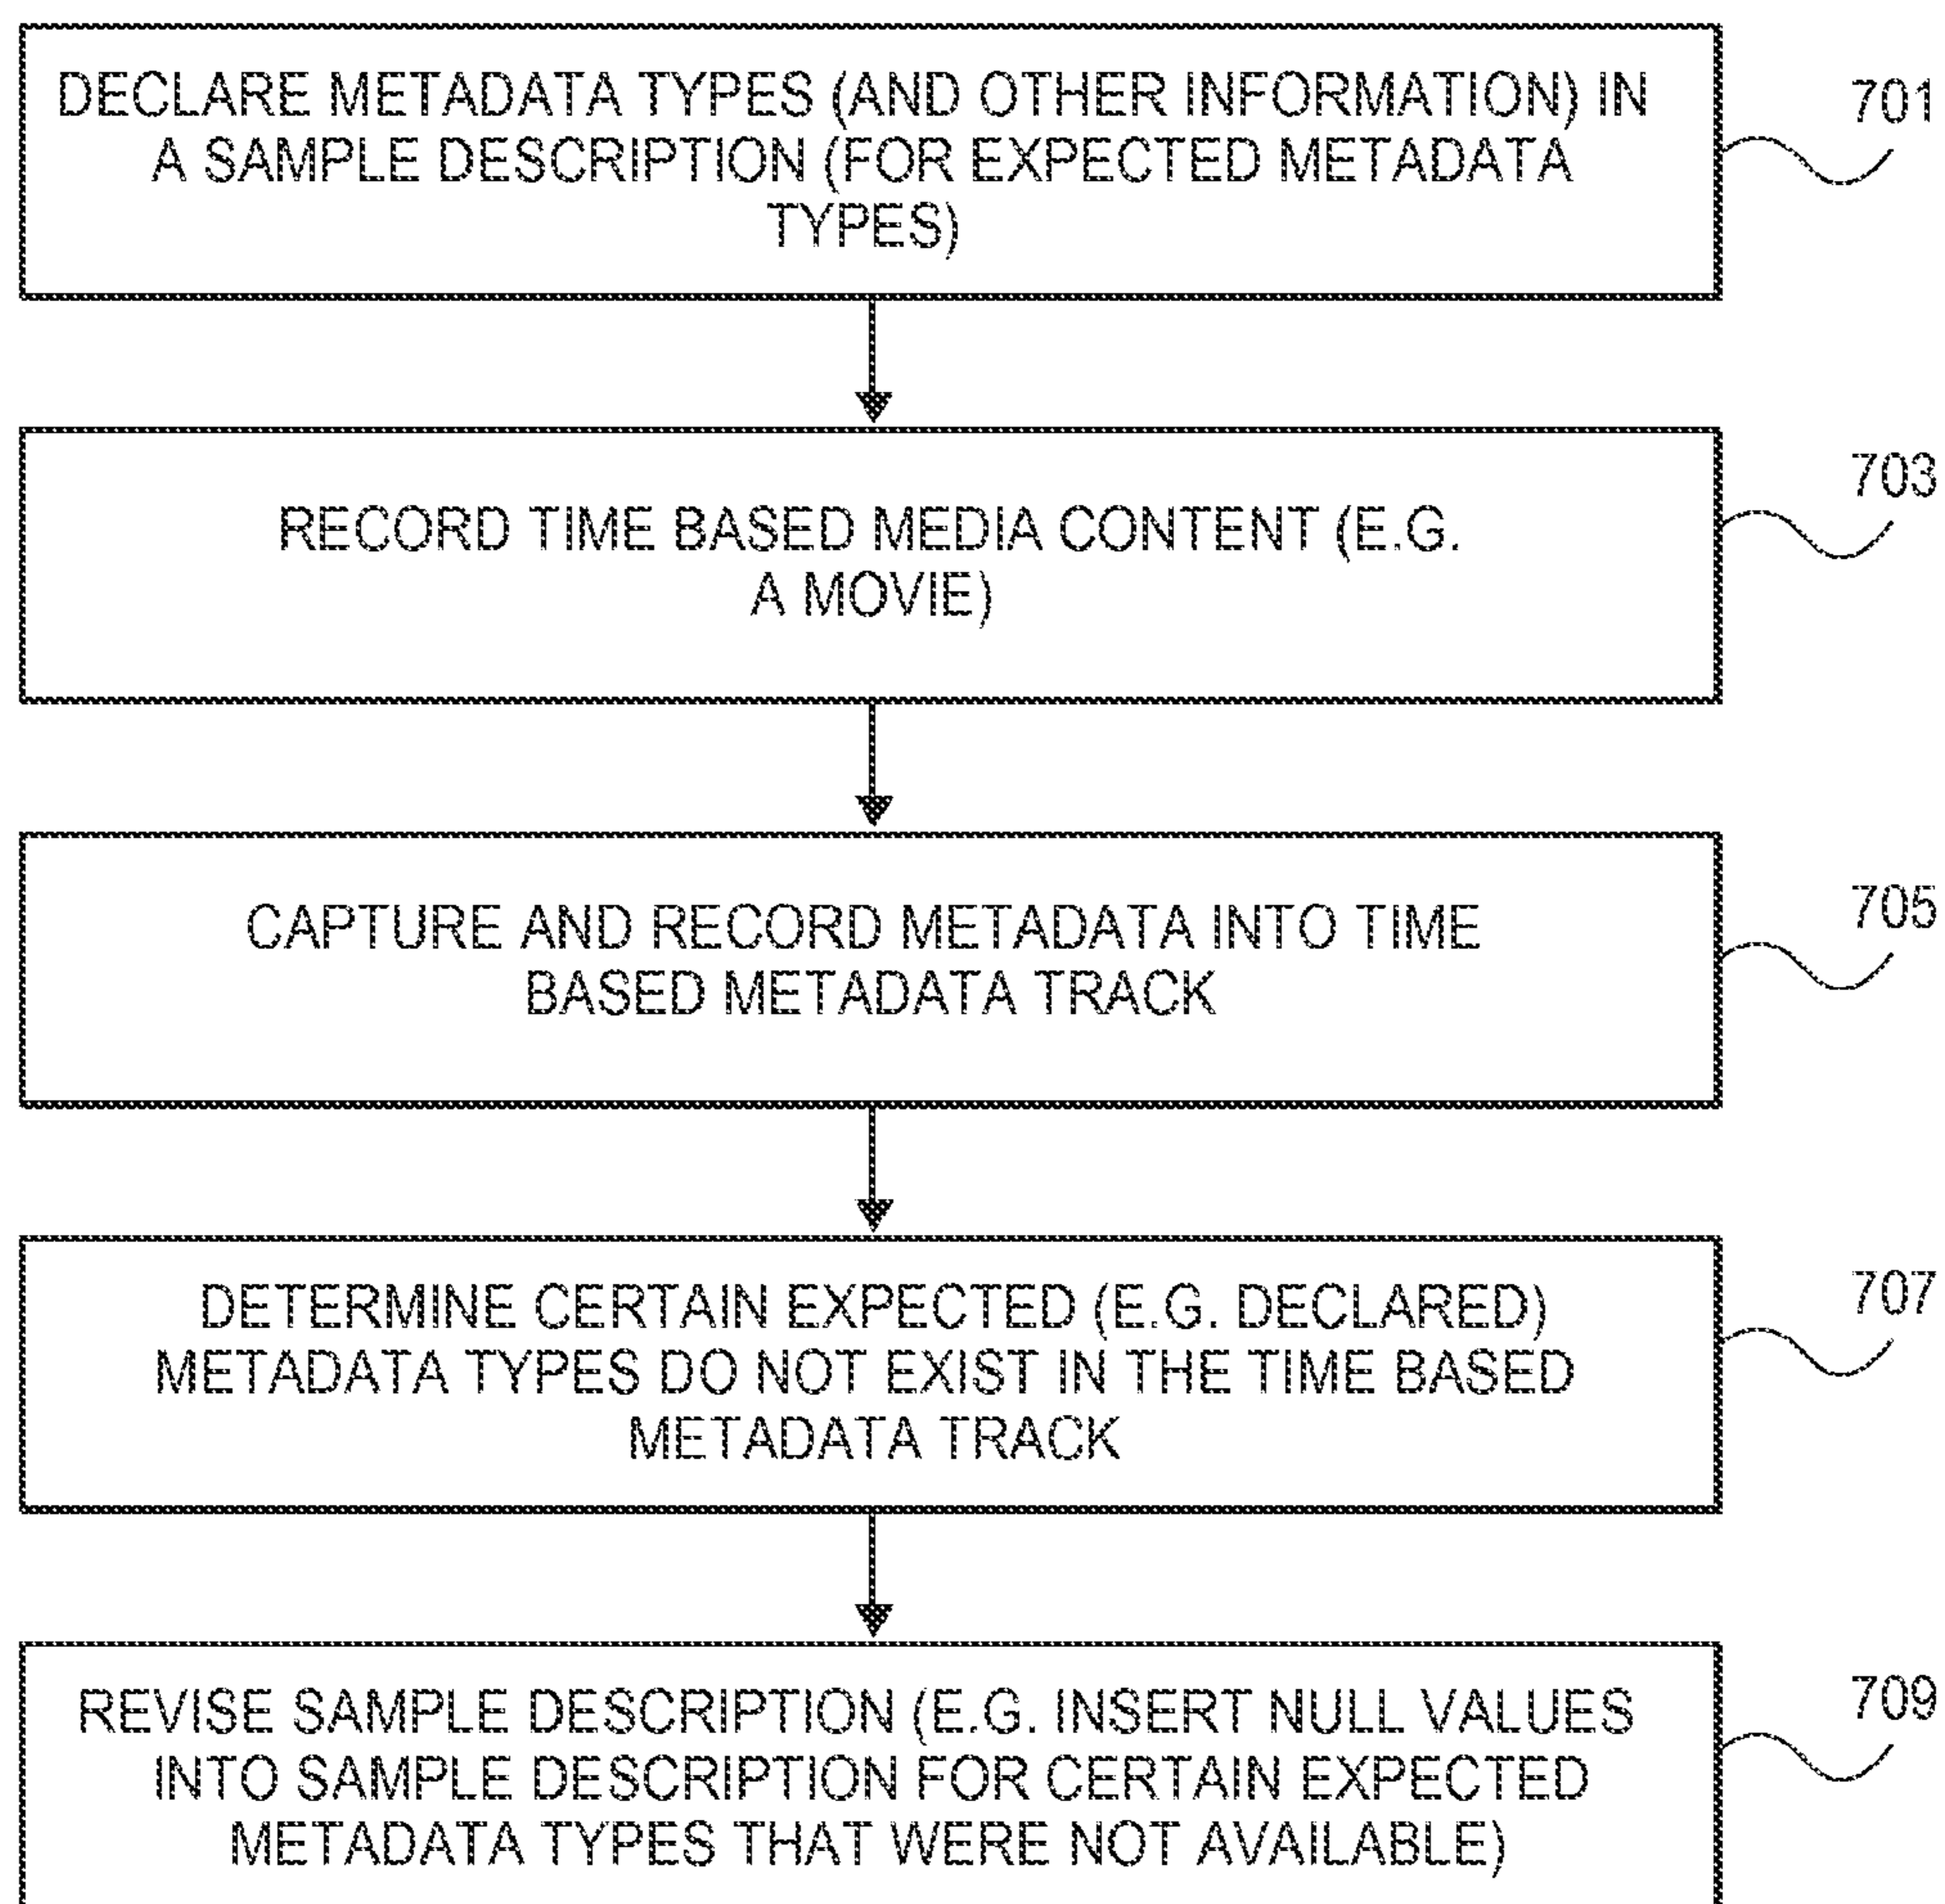 DECLARE METADATA TYPES (AND OTHER INFORMATION) IN
A SAMPLE DESCRIPTION (FOR EXPECTED METADATA
TYPES)
701
RECORD TIME BASED MEDIA CONTENT (E.G.
A MOVIE)
703
CAPTURE AND RECORD METADATA INTO TIME
BASED METADATA TRACK
705
DETERMINE CERTAIN EXPECTED (E.G. DECLARED)
METADATA TYPES DO NOT EXIST IN THE TIME BASED
METADATA TRACK
707
REVISE SAMPLE DESCRIPTION (E.G. INSERT NULL VALUES
INTO SAMPLE DESCRIPTION FOR CERTAIN EXPECTED
METADATA TYPES THAT WERE NOT AVAILABLE)
709